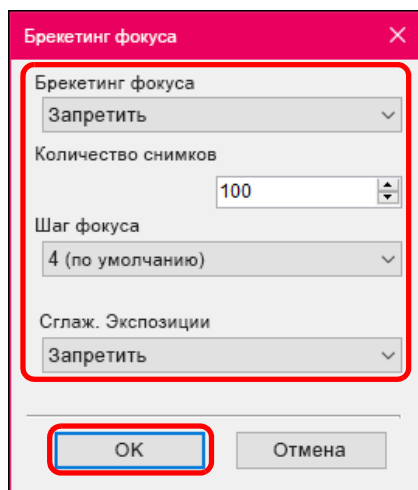 Брекетинг фокуса
Брекетинг фокуса
Запретить
Количество снимков
100
Шаг фокуса
4 (по умолчанию)
Сглаж. Экспозиции
Запретить
OK
Отмена